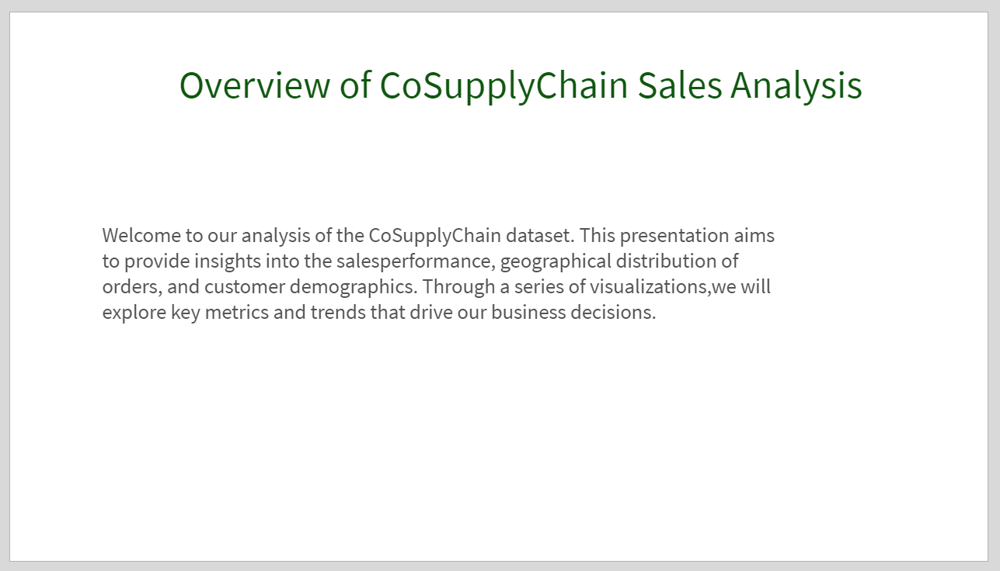 Overview of CoSupplyChain Sales Analysis
Welcome to our analysis of the CoSupplyChain dataset. This presentation aims
to provide insights into the salesperformance, geographical distribution of
orders, and customer demographics. Through a series of visualizations,we will
explore key metrics and trends that drive our business decisions.